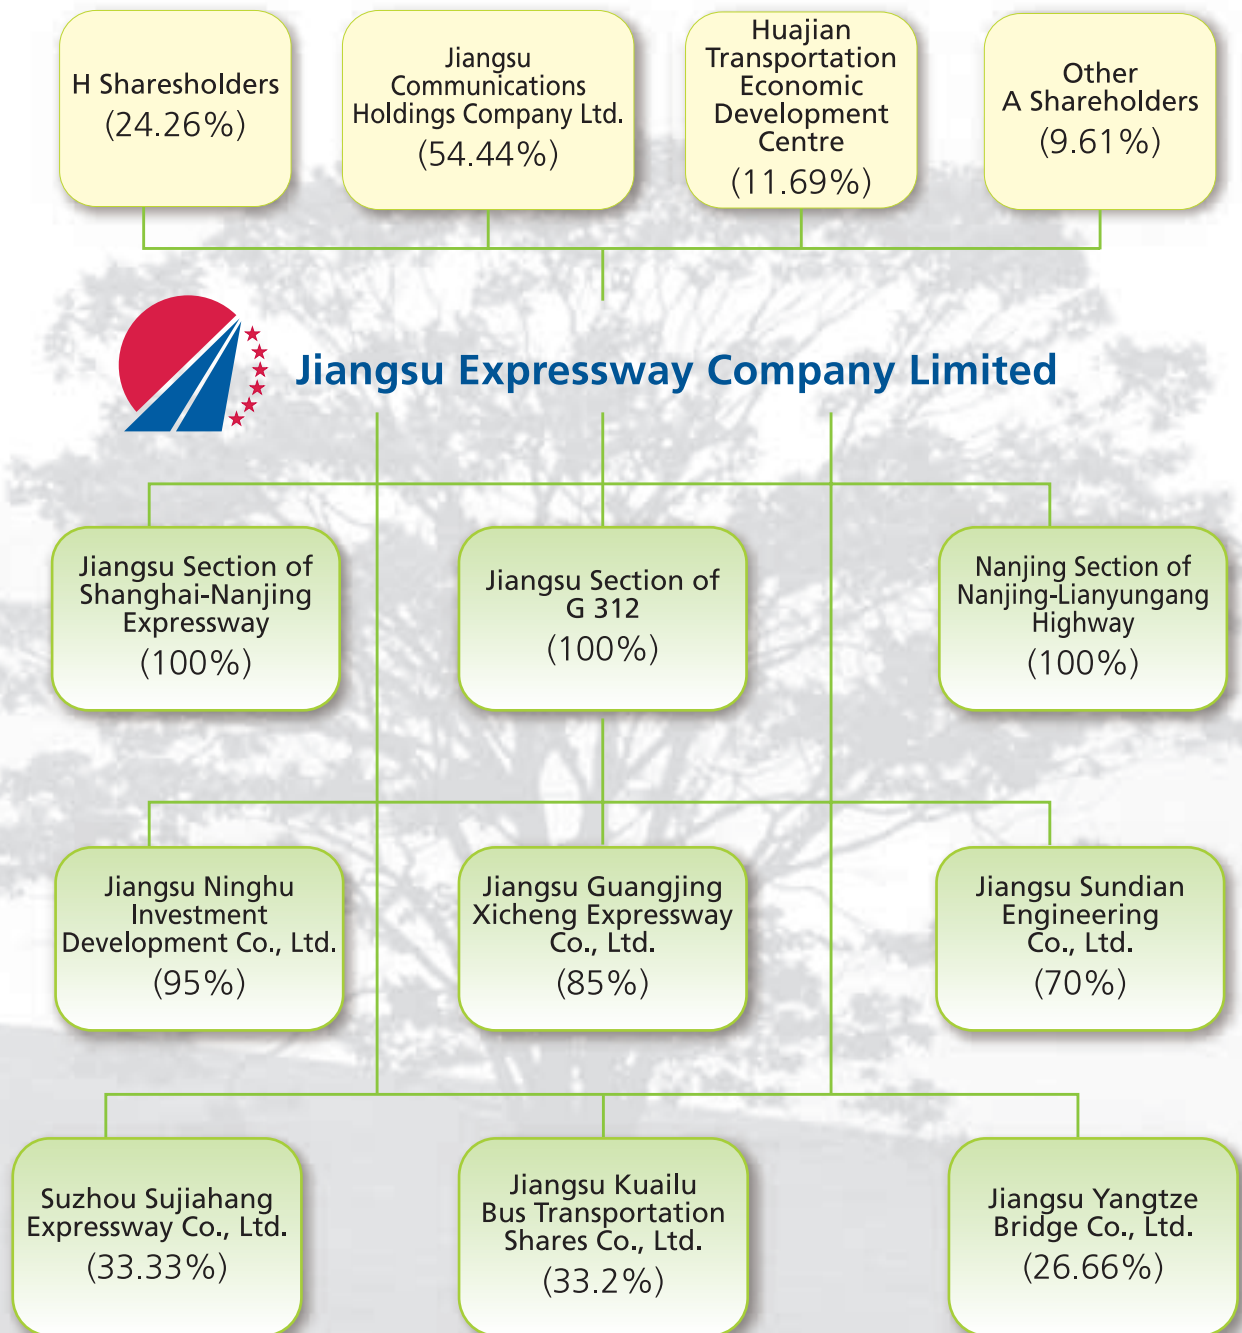 H Sharesholders
(24.26%)
Jiangsu
Communications
Holdings Company Ltd.
(54.44%)
Huajian
Transportation
Economic
Development
Centre
(11.69%)
Other
A Shareholders
(9.61%)
Jiangsu Expressway Company Limited
Jiangsu Section of
Shanghai-Nanjing
Expressway
(100%)
Jiangsu Section of
G 312
(100%)
Nanjing Section of
Nanjing-Lianyungang
Highway
(100%)
Jiangsu Ninghu
Investment
Development Co., Ltd.
(95%)
Jiangsu Guangjing
Xicheng Expressway
Co., Ltd.
(85%)
Jiangsu Sundian
Engineering
Co., Ltd.
(70%)
Suzhou Sujiahang
Expressway Co., Ltd.
(33.33%)
Jiangsu Kuailu
Bus Transportation
Shares Co., Ltd.
(33.2%)
Jiangsu Yangtze
Bridge Co., Ltd.
(26.66%)